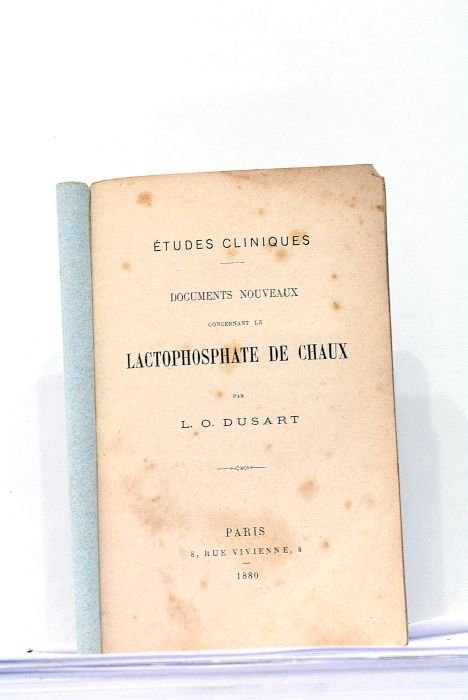 ÉTUDES CLINIQUES
DOCUMENTS NOUVEAUX
CONCERNANT LE
LACTOPHOSPHATE DE CHAUX
PAR
L. O. DUSART
PARIS
8, RUE VIVIENNE, 8
1880